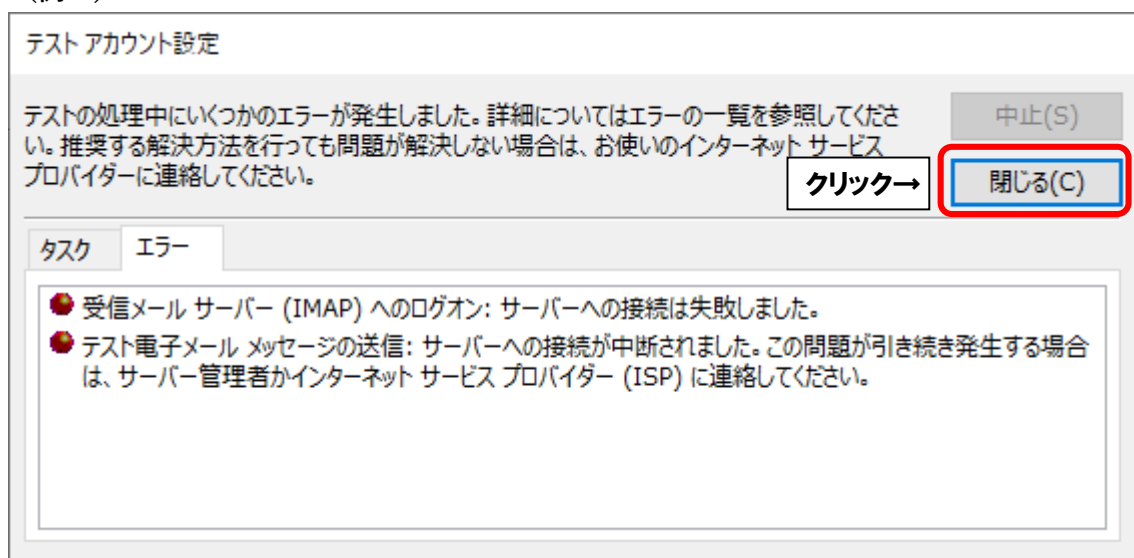 テスト アカウント設定
テストの処理中にいくつかのエラーが発生しました。詳細についてはエラーの一覧を参照してくださ
い。推奨する解決方法を行っても問題が解決しない場合は、お使いのインターネット サービス
プロバイダーに連絡してください。
中止(S)
クリック→
閉じる(C)
タスク
エラー
受信メール サーバー (IMAP) へのログオン: サーバーへの接続は失敗しました。
テスト電子メール メッセージの送信: サーバーへの接続が中断されました。この問題が引き続き発生する場合
は、サーバー管理者かインターネット サービス プロバイダー (ISP) に連絡してください。